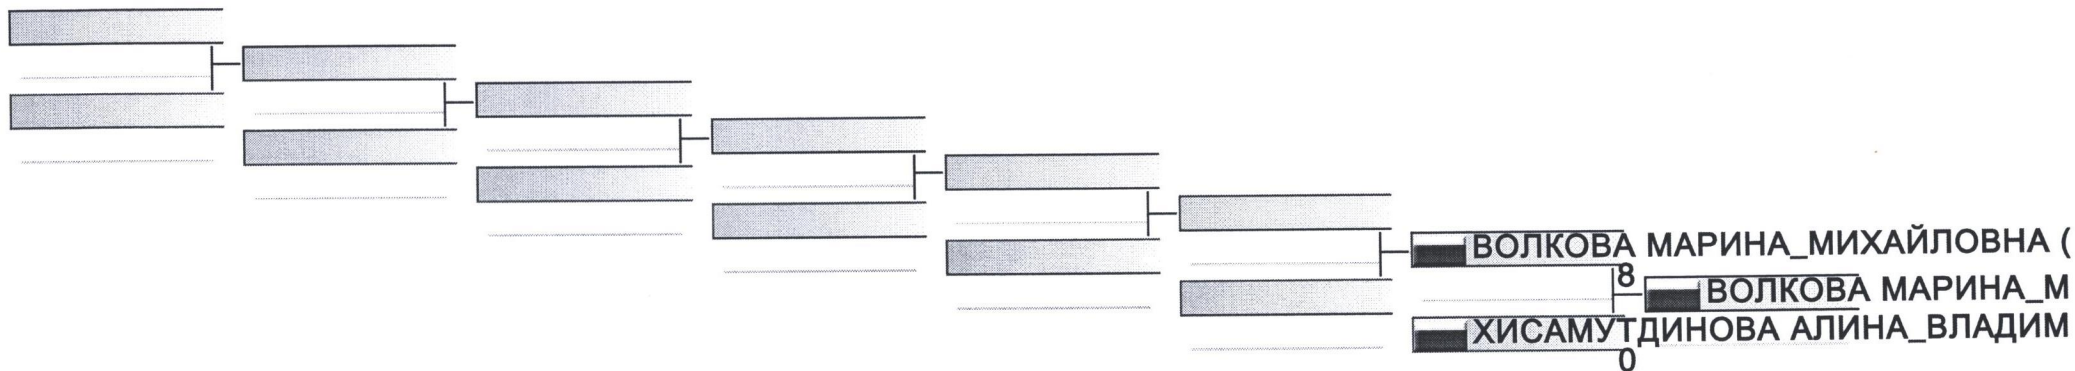 ВОЛКОВА МАРИНА_МИХАЙЛОВНА (
8
ВОЛКОВА МАРИНА_М
ХИСАМУТДИНОВА АЛИНА_ВЛАДИМ
0